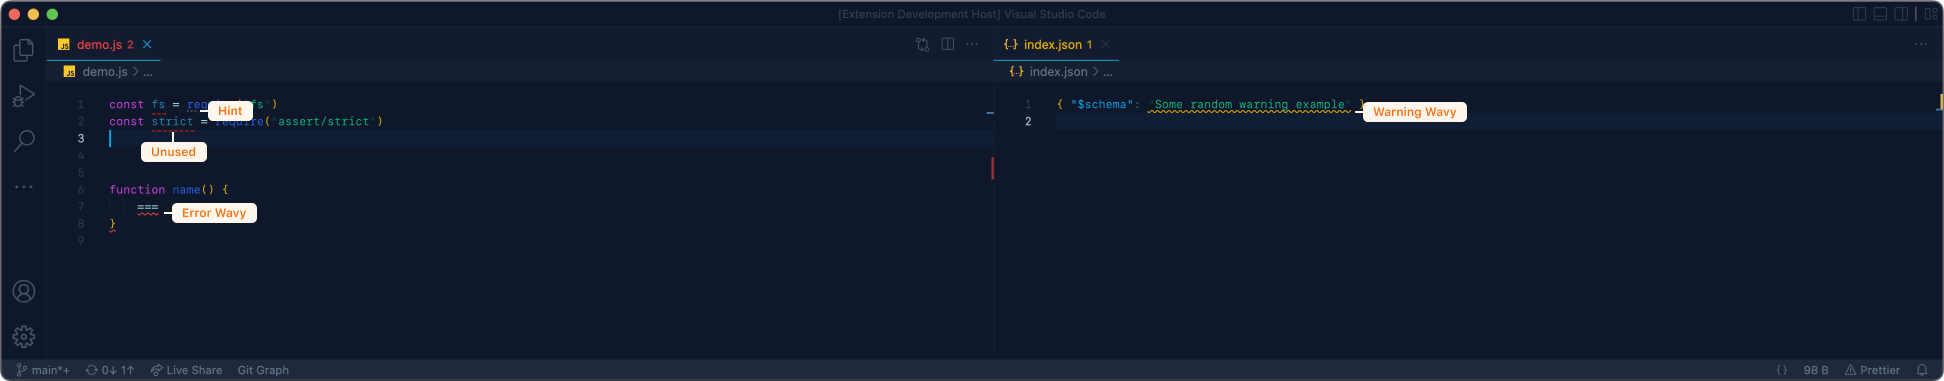 [Extension Development Host] Visual Studio Code
JS demo.js 2
{..} index.json 1
JS demo.js > ...
{..} index.json > ...
1 const fs = req fs")
Hint
2 const strict = require("assert/strict")
3
Unused
4
5
6 function name() {
7 ===
Error Wavy
8 }
9
1 { "$schema": "Some random warning example" }
Warning Wavy
2
main*+ 0↓ 1↑ Live Share Git Graph
{} 98 B Prettier